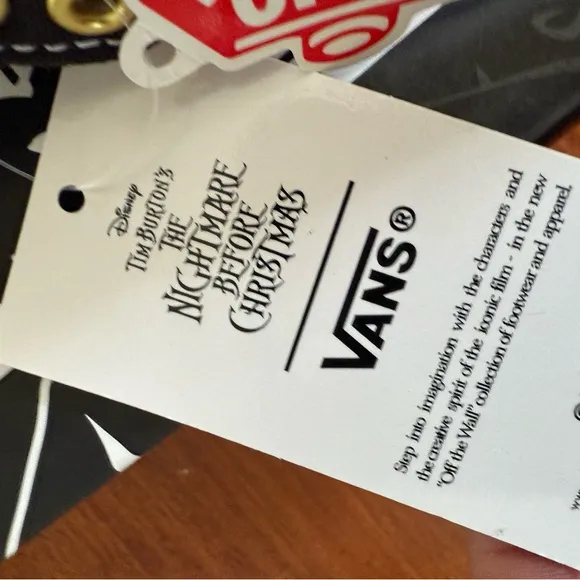 Disney
TIM BURTON'S
THE
NIGHTMARE
BEFORE
CHRISTMAS
VANS®
Step into imagination with the characters and
the creative spirit of the iconic film - in the new
"Off the Wall" collection of footwear and apparel.